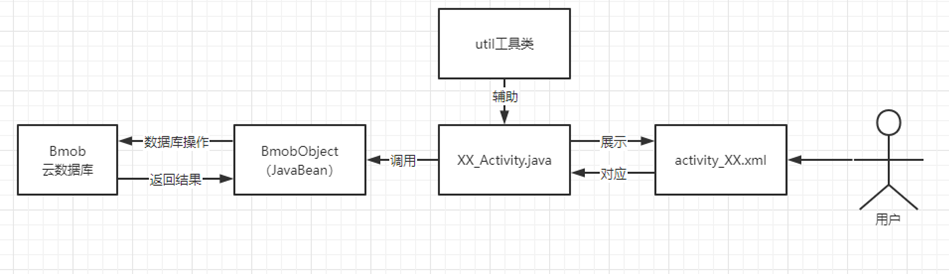 util工具类
辅助
Bmob
云数据库
数据库操作
返回结果
BmobObject
（JavaBean）
调用
XX_Activity.java
展示
对应
activity_XX.xml
用户